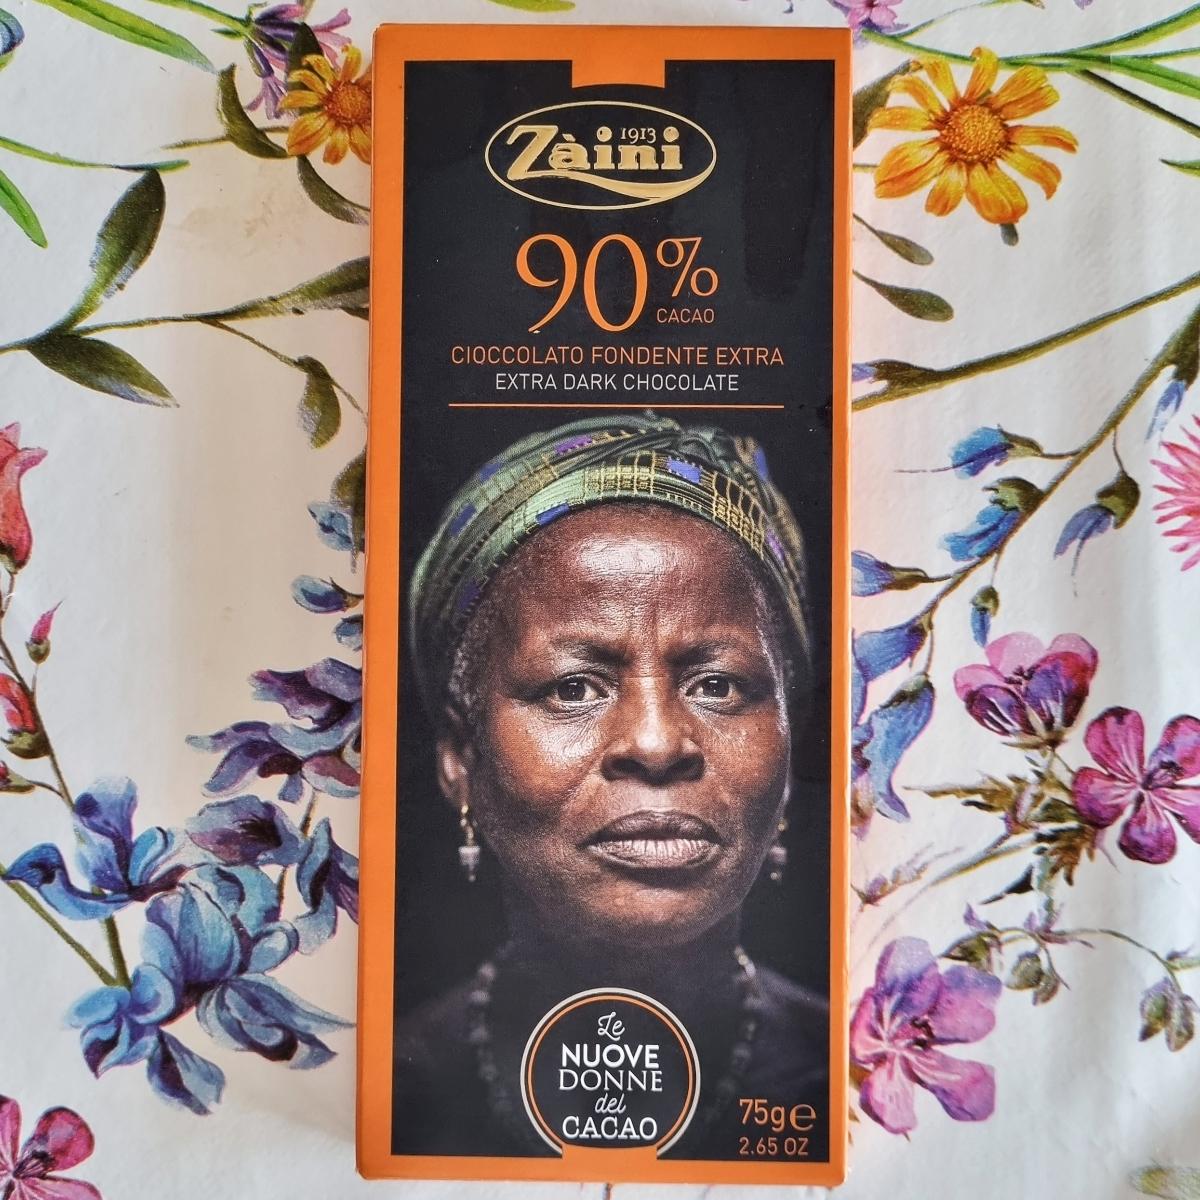 1913
Zàini
90%
CACAO
CIOCCOLATO FONDENTE EXTRA
EXTRA DARK CHOCOLATE
Le
NUOVE
DONNE
del
CACAO
75g e
2.65 OZ